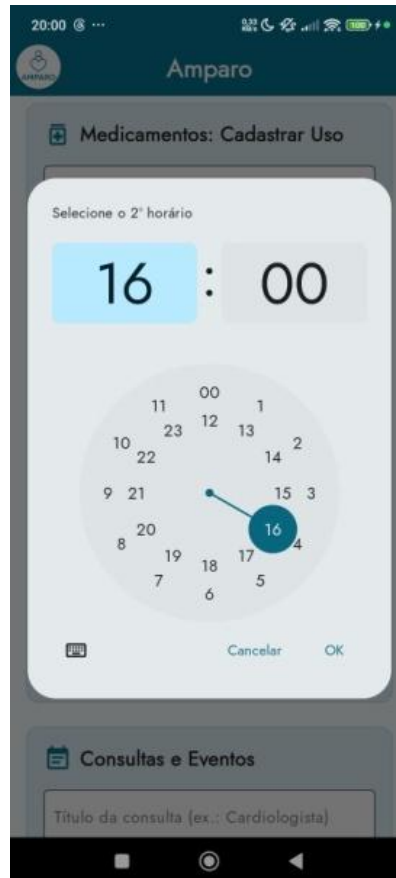 20:00
100
AMPARO
Amparo
Medicamentos: Cadastrar Uso
Selecione o 2º horário
16 : 00
00
11 1
12
23 13
10 2
22 14
9 21 15 3
20 16
8 4
19 17
18
7 5
6
Cancelar OK
Consultas e Eventos
Título da consulta (ex.: Cardiologista)